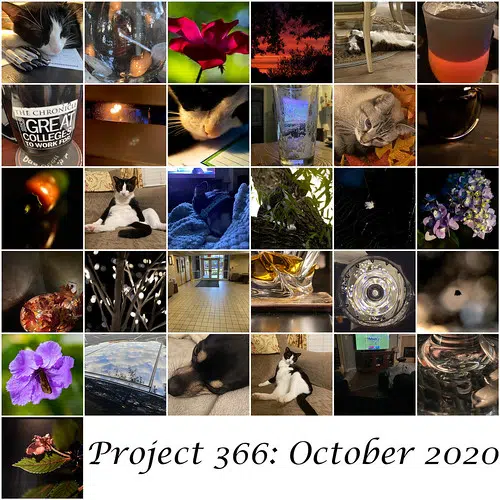 THE CHRONICLE
GREAT
COLLEGES
TO WORK FOR
Project 366: October 2020